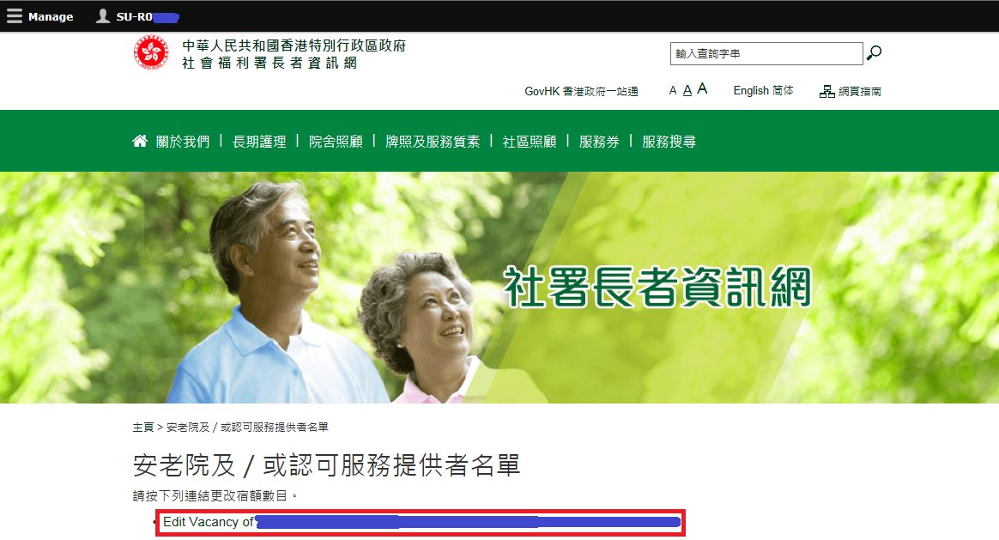 Manage SU-R0
中華人民共和國香港特別行政區政府
社會福利署長者資訊網
輸入查詢字串
GovHK 香港政府一站通 A A A English 简体 網頁指南
關於我們 | 長期護理 | 院舍照顧 | 牌照及服務質素 | 社區照顧 | 服務券 | 服務搜尋
社署長者資訊網
主頁 > 安老院及 / 或認可服務提供者名單
安老院及 / 或認可服務提供者名單
請按下列連結更改宿額數目。
• Edit Vacancy of